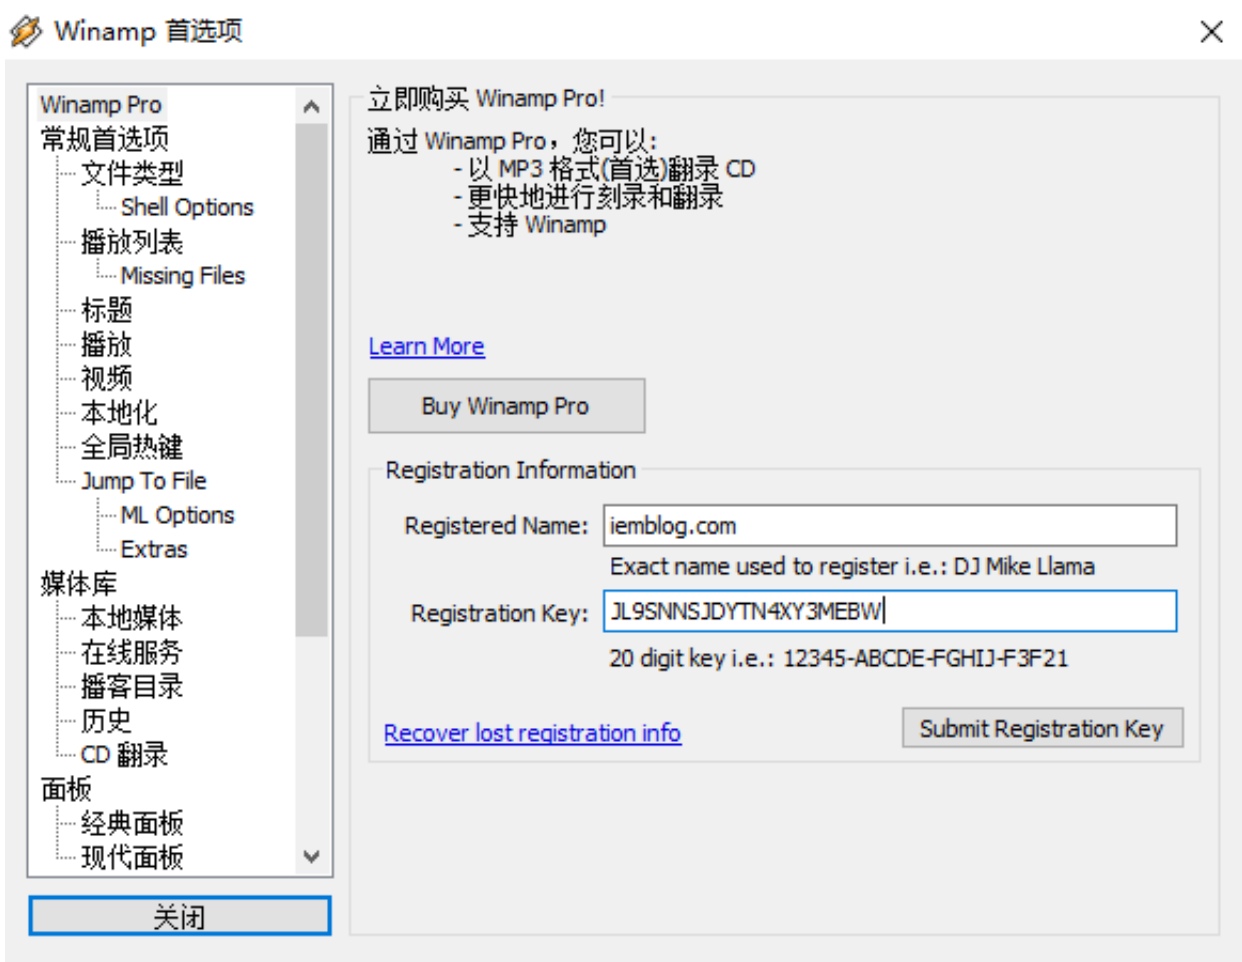 Winamp 首选项
Winamp Pro
常规首选项
文件类型
Shell Options
播放列表
Missing Files
标题
播放
视频
本地化
全局热键
Jump To File
ML Options
Extras
媒体库
本地媒体
在线服务
播客目录
历史
CD 翻录
面板
经典面板
现代面板
关闭
立即购买 Winamp Pro!
通过 Winamp Pro，您可以:
- 以 MP3 格式(首选)翻录 CD
- 更快地进行刻录和翻录
- 支持 Winamp
Learn More
Buy Winamp Pro
Registration Information
Registered Name: iemblog.com
Exact name used to register i.e.: DJ Mike Llama
Registration Key: JL9SNNSJDYTN4XY3MEBW
20 digit key i.e.: 12345-ABCDE-FGHIJ-F3F21
Recover lost registration info
Submit Registration Key